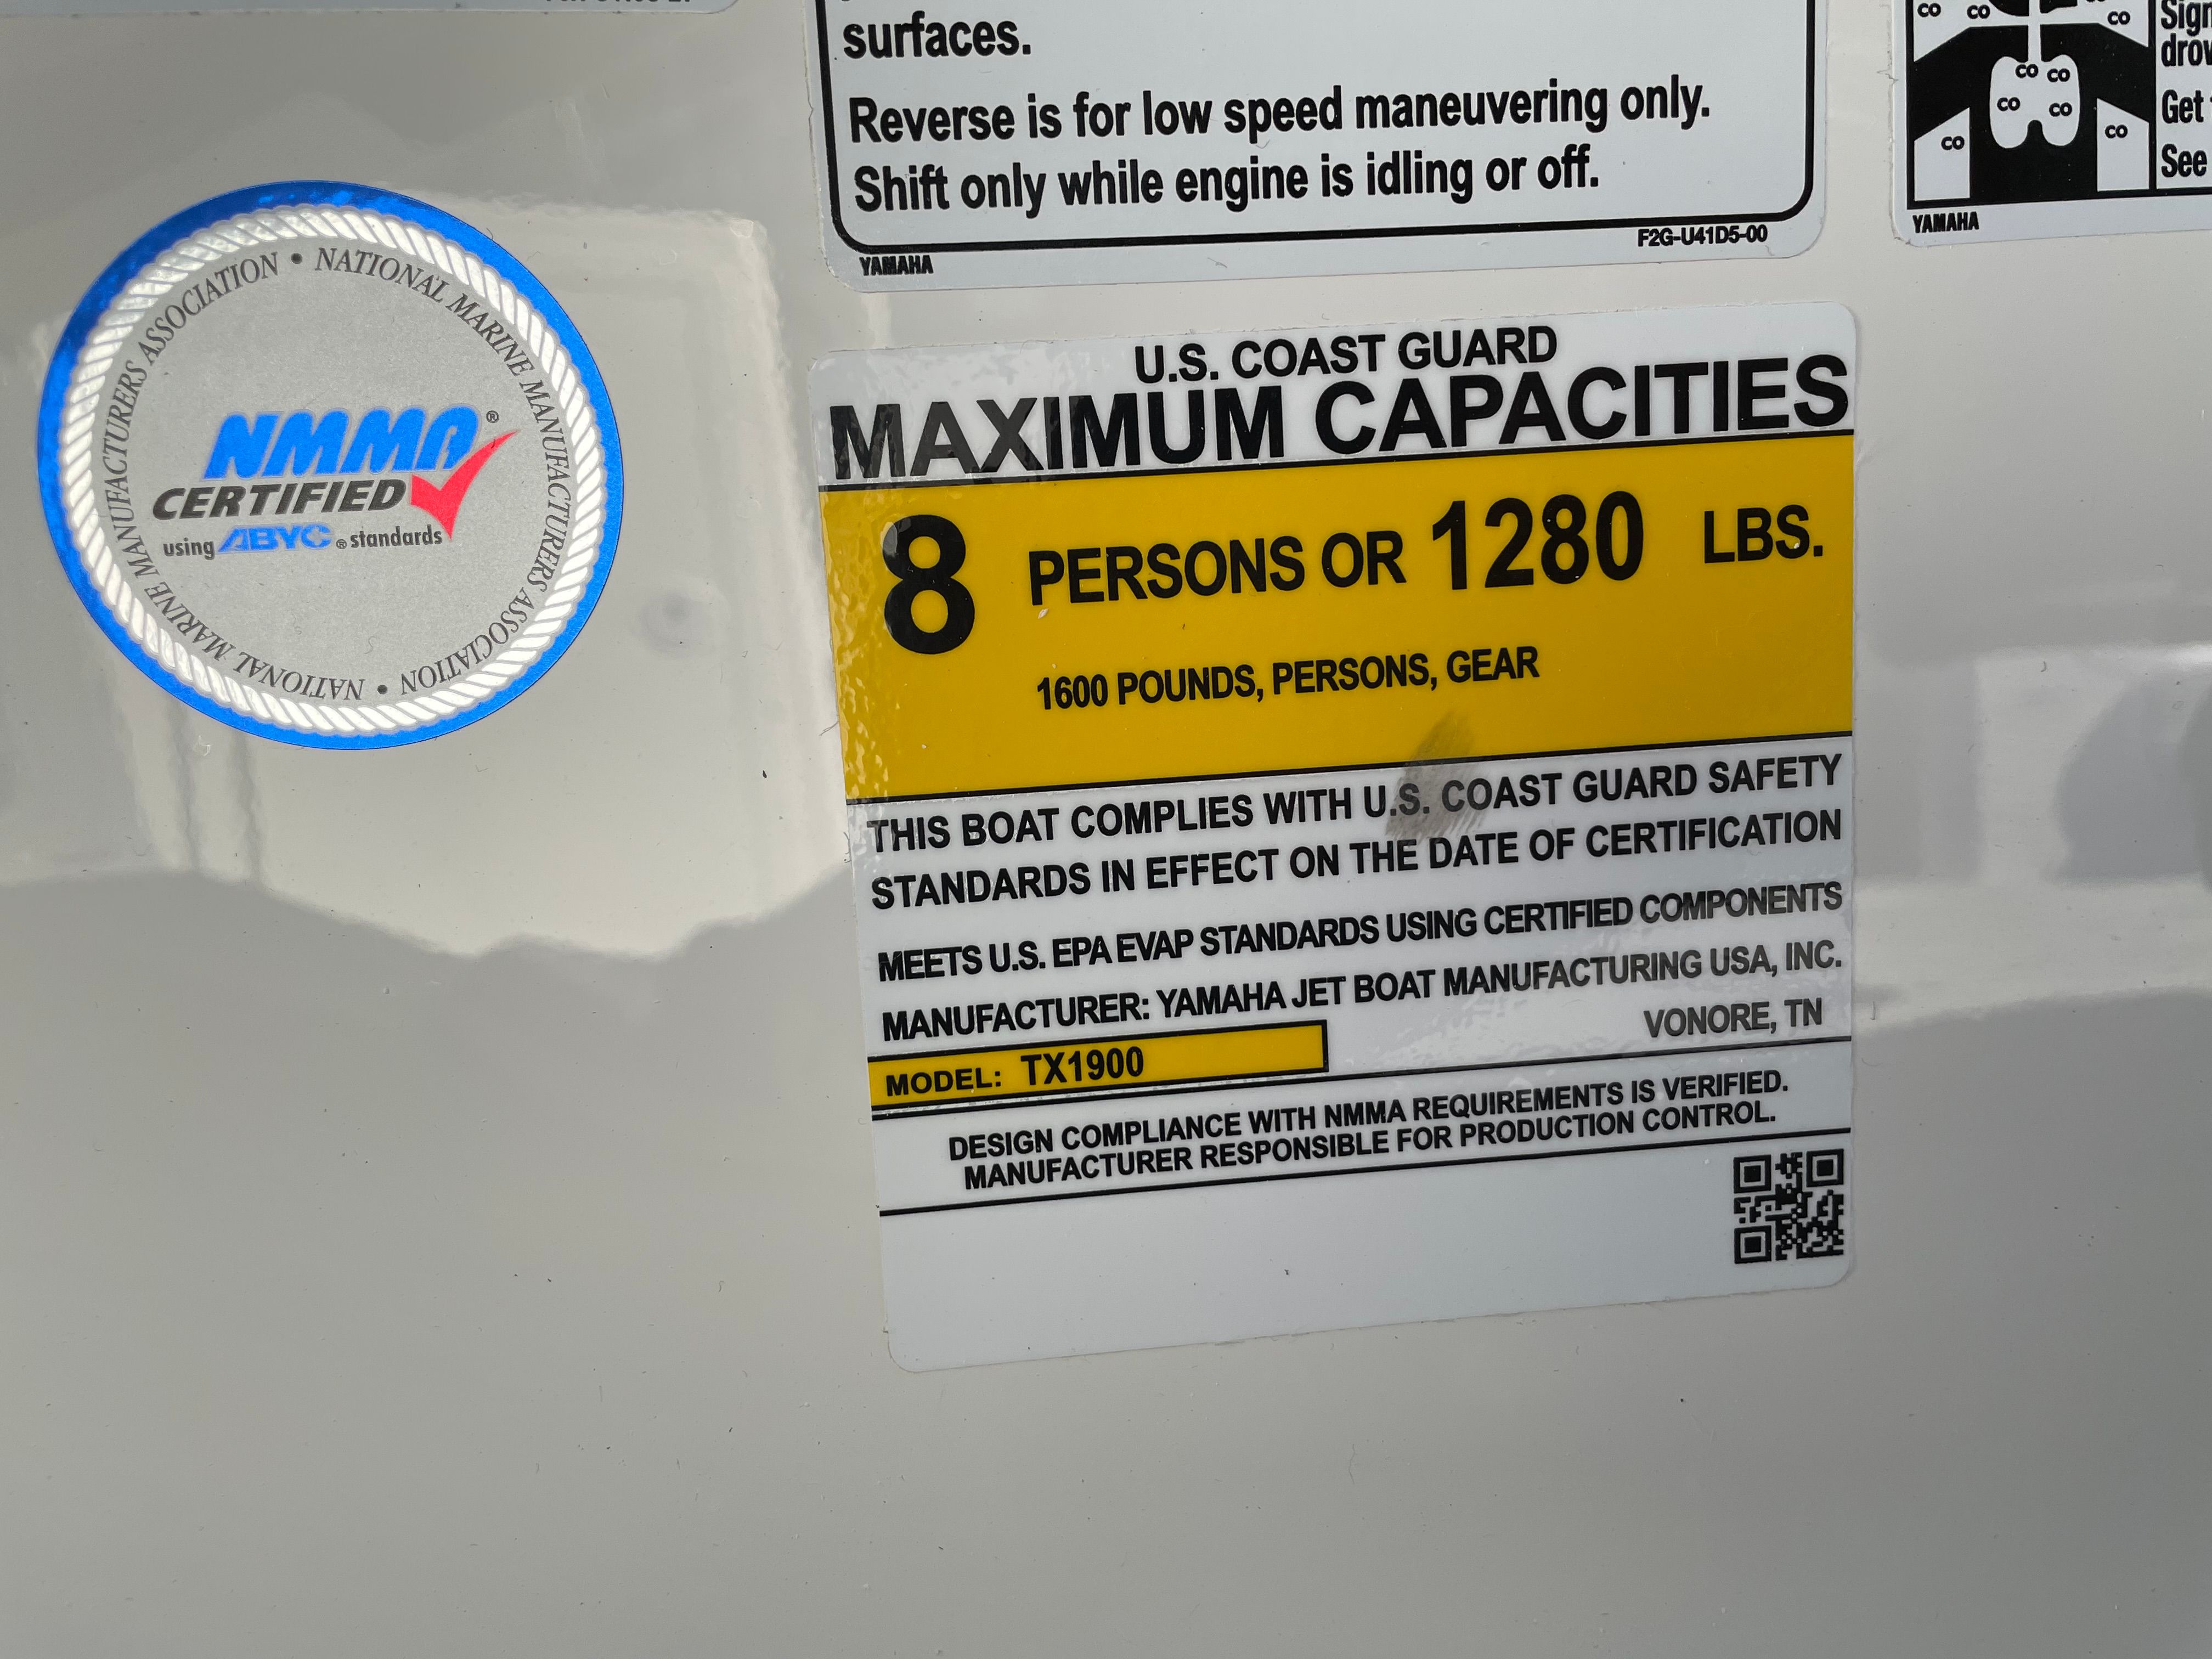 surfaces.
Reverse is for low speed maneuvering only.
Shift only while engine is idling or off.
F2G-U41D5-00
YAMAHA
CO CO CO
CO CO
CO CO
CO CO
YAMAHA
Get
See
NATIONAL MARINE MANUFACTURERS ASSOCIATION • NATIONAL MARINE MANUFACTURERS ASSOCIATION •
NMMA®
CERTIFIED
using ABYC® standards
U.S. COAST GUARD
MAXIMUM CAPACITIES
8 PERSONS OR 1280 LBS.
1600 POUNDS, PERSONS, GEAR
THIS BOAT COMPLIES WITH U.S. COAST GUARD SAFETY
STANDARDS IN EFFECT ON THE DATE OF CERTIFICATION
MEETS U.S. EPA EVAP STANDARDS USING CERTIFIED COMPONENTS
MANUFACTURER: YAMAHA JET BOAT MANUFACTURING USA, INC.
VONORE, TN
MODEL: TX1900
DESIGN COMPLIANCE WITH NMMA REQUIREMENTS IS VERIFIED.
MANUFACTURER RESPONSIBLE FOR PRODUCTION CONTROL.